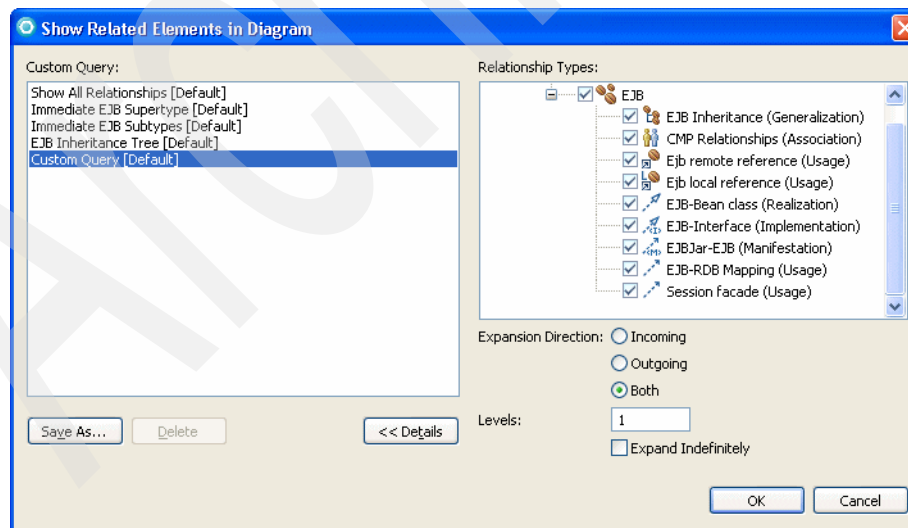 Show Related Elements in Diagram
Custom Query:
Show All Relationships [Default]
Immediate EJB Supertype [Default]
Immediate EJB Subtypes [Default]
EJB Inheritance Tree [Default]
Custom Query [Default]
Save As...
Delete
<< Details
Relationship Types:
EJB
EJB Inheritance (Generalization)
CMP Relationships (Association)
Ejb remote reference (Usage)
Ejb local reference (Usage)
EJB-Bean class (Realization)
EJB-Interface (Implementation)
EJBJar-EJB (Manifestation)
EJB-RDB Mapping (Usage)
Session facade (Usage)
Expansion Direction:
Incoming
Outgoing
Both
Levels:
1
Expand Indefinitely
OK
Cancel